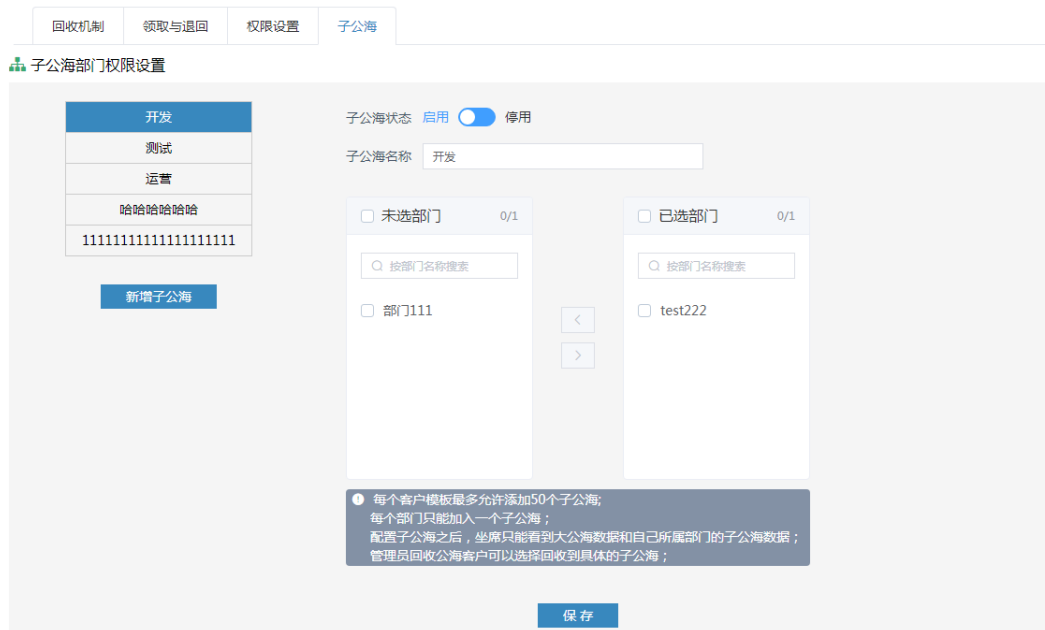 回收机制 领取与退回 权限设置 子公海
子公海部门权限设置
开发
测试
运营
哈哈哈哈哈哈
11111111111111111111
新增子公海
子公海状态 启用 停用
子公海名称 开发
未选部门 0/1
按部门名称搜索
部门111
已选部门 0/1
按部门名称搜索
test222
每个客户模板最多允许添加50个子公海;
每个部门只能加入一个子公海；
配置子公海之后，坐席只能看到大公海数据和自己所属部门的子公海数据；
管理员回收公海客户可以选择回收到具体的子公海；
保存